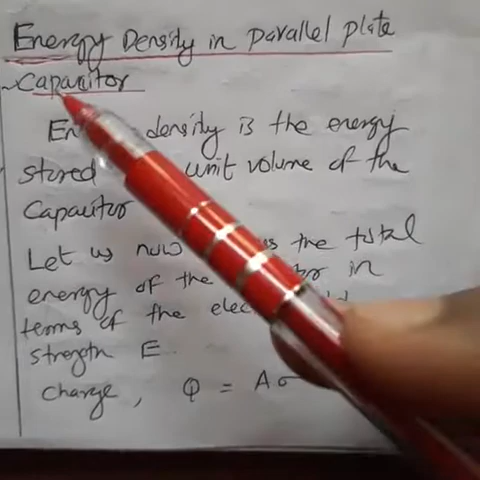 Energy Density in parallel plate
Capacitor
density is the energy
stored unit volume of the
Capacitor
Let us now the total
energy of the in
terms of the
strength E
charge, Q = Aσ